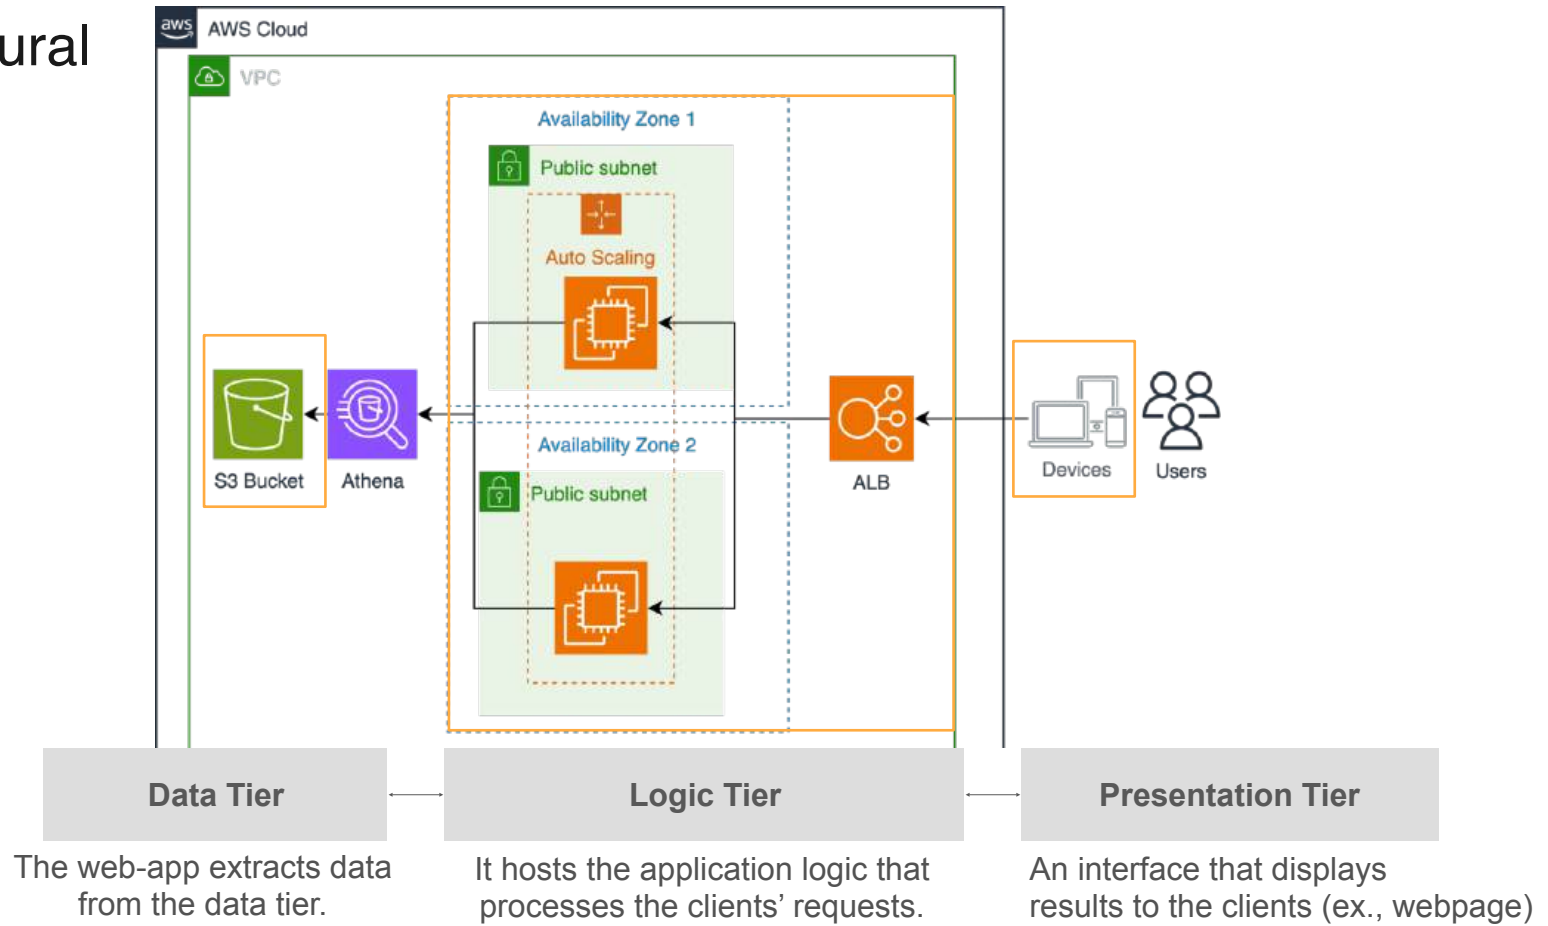 ural
aws
AWS Cloud
VPC
Availability Zone 1
Public subnet
Auto Scaling
S3 Bucket
Athena
Availability Zone 2
Public subnet
ALB
Devices
Users
Data Tier
Logic Tier
Presentation Tier
The web-app extracts data
from the data tier.
It hosts the application logic that
processes the clients’ requests.
An interface that displays
results to the clients (ex., webpage)